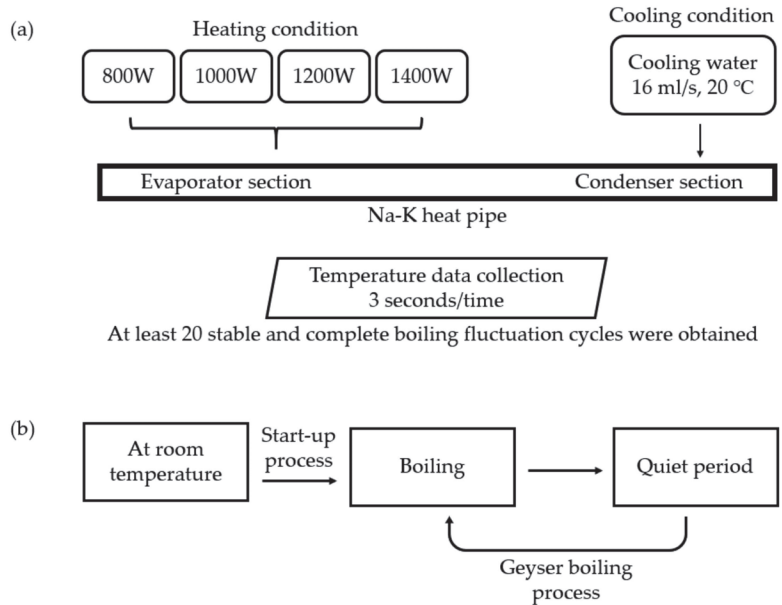 (a)
Heating condition
Cooling condition
800W
1000W
1200W
1400W
Cooling water
16 ml/s, 20 °C
Evaporator section
Condenser section
Na-K heat pipe
Temperature data collection
3 seconds/time
At least 20 stable and complete boiling fluctuation cycles were obtained
(b)
At room
temperature
Start-up
process
Boiling
Quiet period
Geyser boiling
process